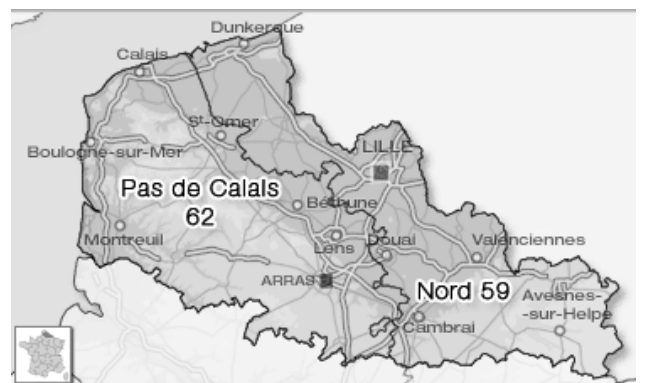 Dunkerque
Calais
St-Omer
Boulogne-sur-Mer
LILLE
Pas de Calais
62
Béthune
Montreuil
Lens
Douai
Valenciennes
ARRAS
Nord 59
Avesnes-
-sur-Helpe
Cambrai